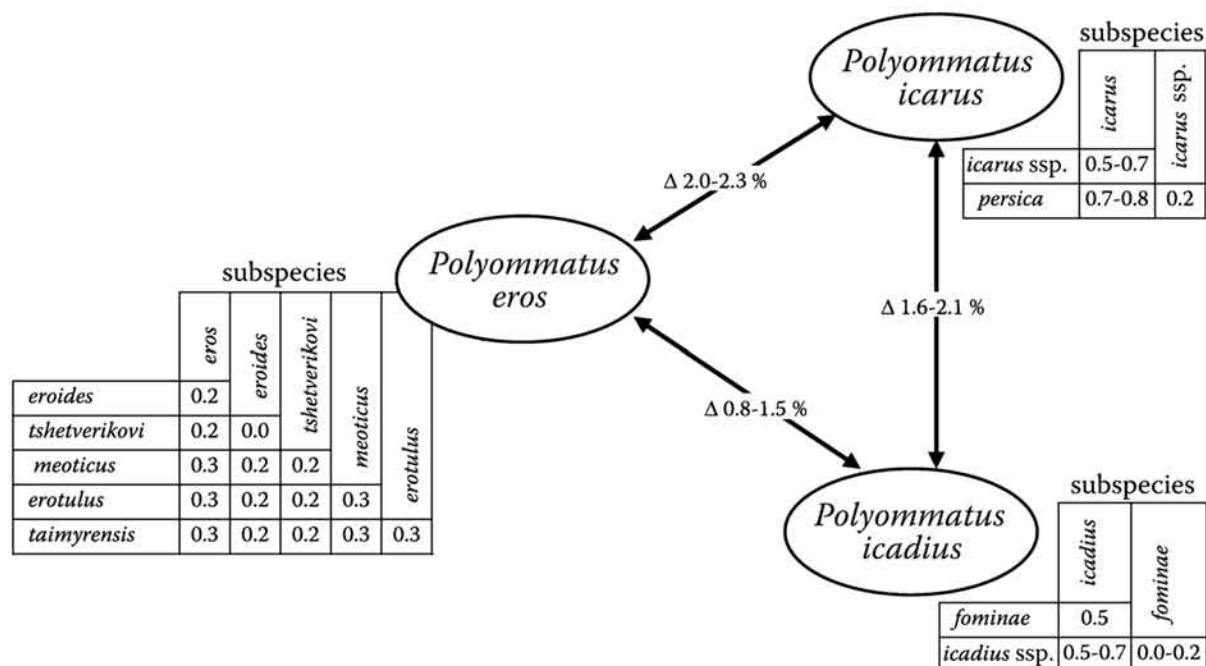 subspecies
Polyommatus
icarus
icarus
icarus ssp.
icarus ssp. 0.5-0.7
persica 0.7-0.8 0.2
Δ 2.0-2.3 %
Polyommatus
eros
subspecies
eros
eroides
tshetverikovi
meoticus
erotulus
eroides 0.2
tshetverikovi 0.2 0.0
meoticus 0.3 0.2 0.2
erotulus 0.3 0.2 0.2 0.3
taimyrensis 0.3 0.2 0.2 0.3 0.3
Δ 1.6-2.1 %
Δ 0.8-1.5 %
Polyommatus
icadius
subspecies
icadius
fominae
fominae 0.5
icadius ssp. 0.5-0.7 0.0-0.2